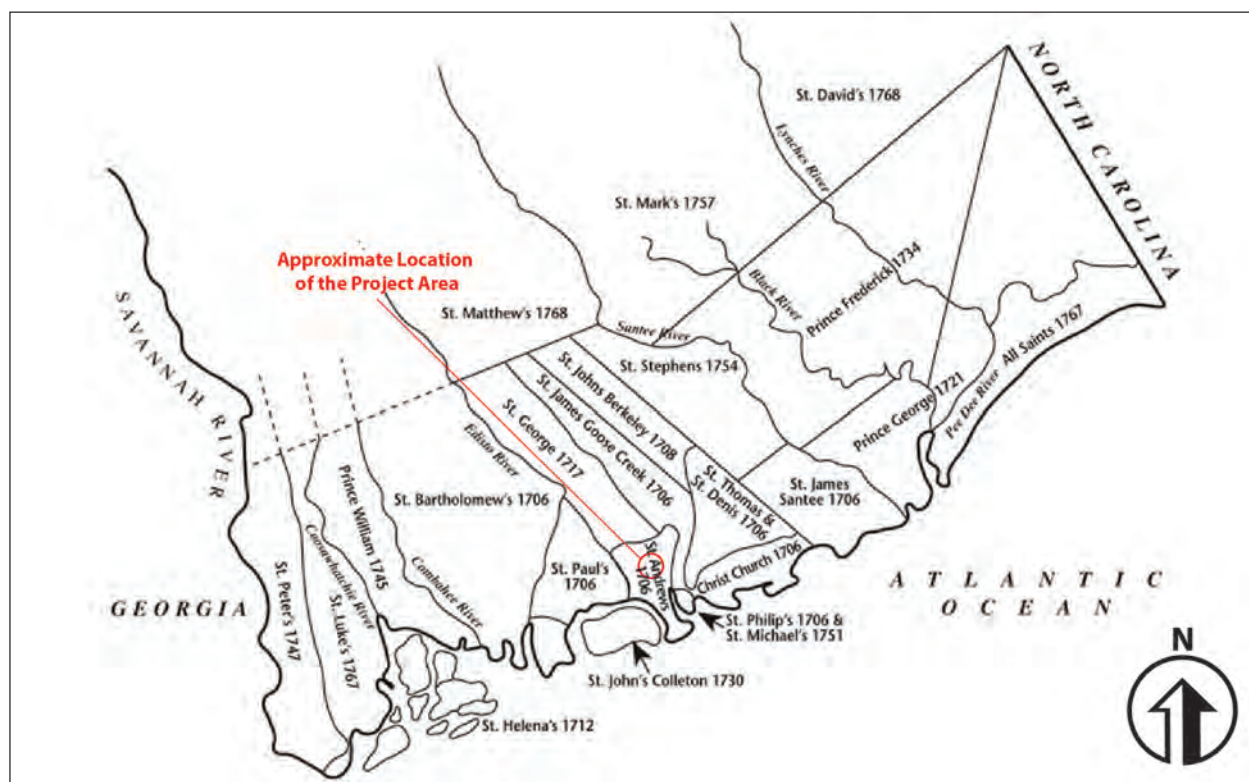 NORTH CAROLINA
St. David's 1768
Lynches River
St. Mark's 1757
Approximate Location
of the Project Area
Black River
Prince Frederick 1734
SAVANNAH RIVER
St. Matthew's 1768
Santee River
All Saints 1767
St. Stephens 1754
St. Johns Berkeley 1708
St. James Goose Creek 1706
Prince George 1721
Pee Dee River
St. George 1717
Edisto River
Prince William 1745
St. Bartholomew's 1706
St. Thomas &
St. Denis 1706
St. James
Santee 1706
Coosawhatchie River
Combahee River
St. Paul's
1706
St. Andrews
1706
Christ Church 1706
ATLANTIC
OCEAN
St. Peter's 1747
St. Luke's 1767
GEORGIA
St. Philip's 1706 &
St. Michael's 1751
St. John's Colleton 1730
St. Helena's 1712
N